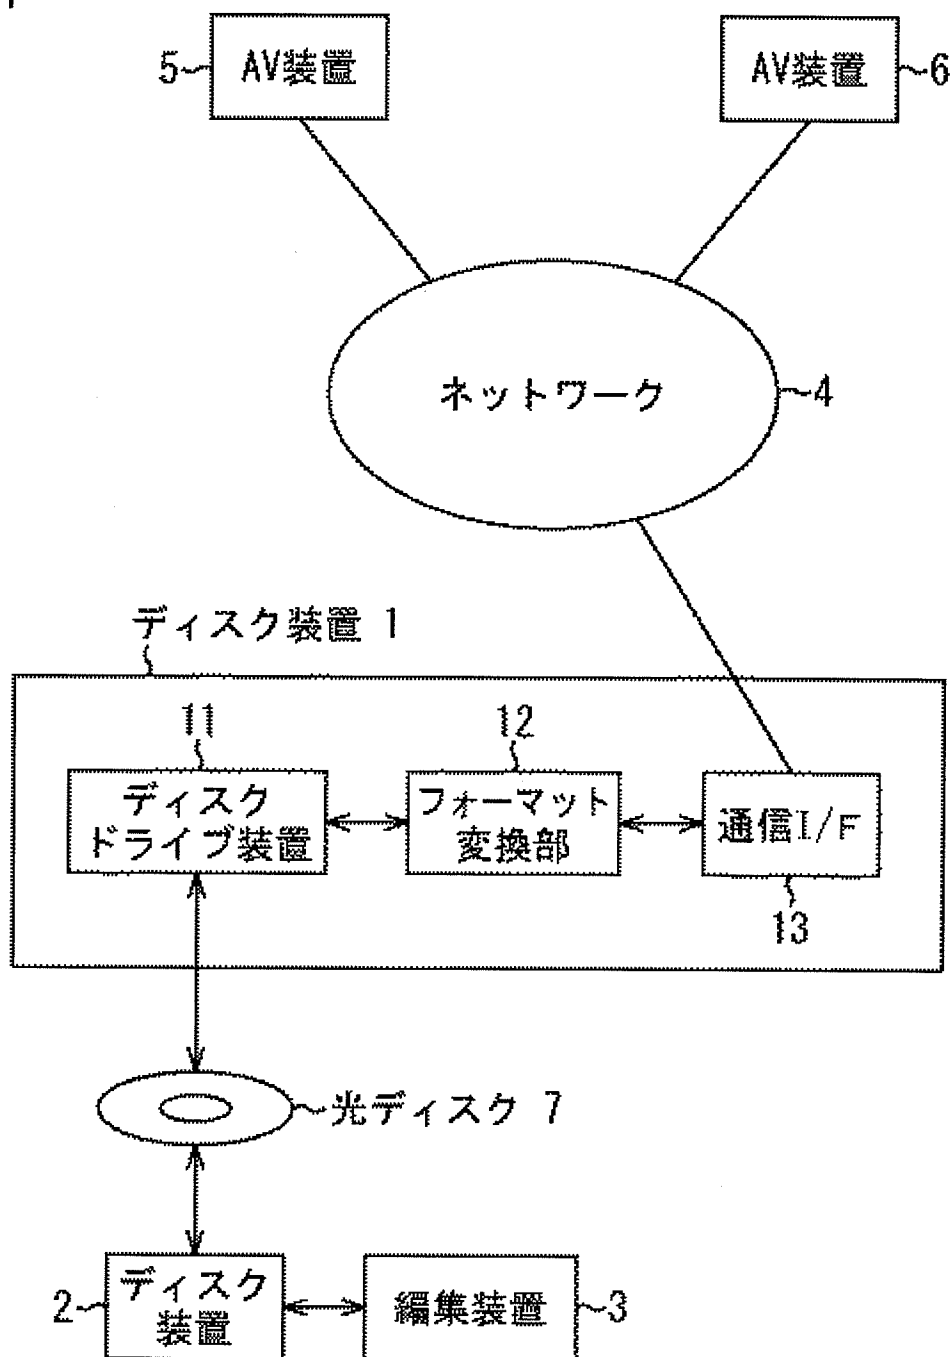 5 AV装置
AV装置 6
ネットワーク 4
ディスク装置 1
11
12
ディスク
ドライブ装置
フォーマット
変換部
通信I/F
13
光ディスク 7
2
ディスク
装置
編集装置 3